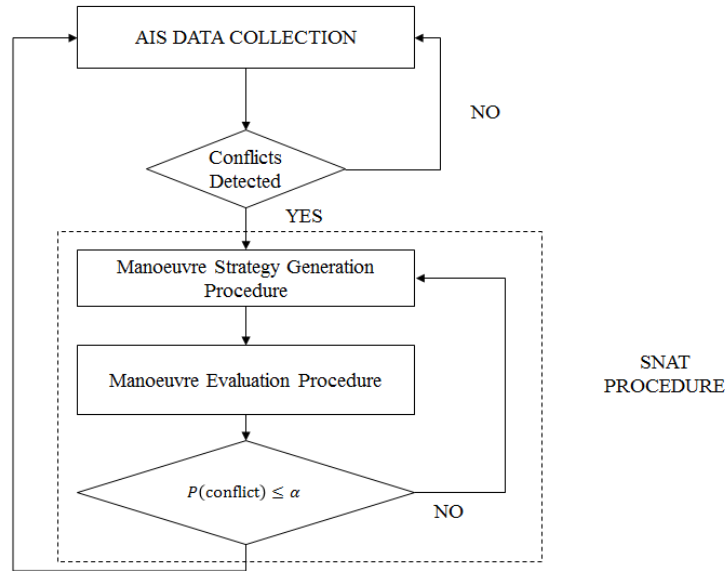 AIS DATA COLLECTION
NO
Conflicts
Detected
YES
Manoeuvre Strategy Generation
Procedure
Manoeuvre Evaluation Procedure
SNAT
PROCEDURE
P(conflict) ≤ α
NO